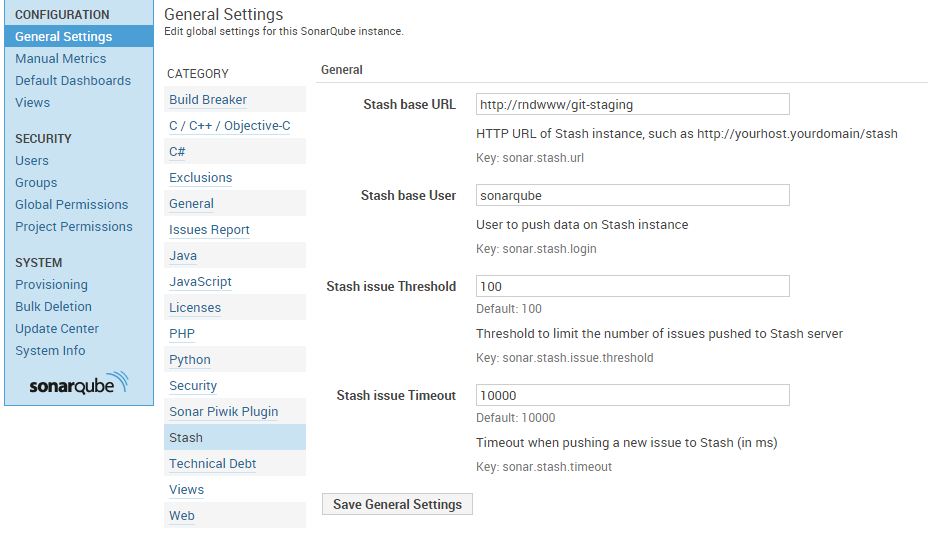 CONFIGURATION
General Settings
Manual Metrics
Default Dashboards
Views
SECURITY
Users
Groups
Global Permissions
Project Permissions
SYSTEM
Provisioning
Bulk Deletion
Update Center
System Info
sonarqube
General Settings
Edit global settings for this SonarQube instance.
CATEGORY
Build Breaker
C / C++ / Objective-C
C#
Exclusions
General
Issues Report
Java
JavaScript
Licenses
PHP
Python
Security
Sonar Piwik Plugin
Stash
Technical Debt
Views
Web
General
Stash base URL http://rndwww/git-staging
HTTP URL of Stash instance, such as http://yourhost.yourdomain/stash
Key: sonar.stash.url
Stash base User sonarqube
User to push data on Stash instance
Key: sonar.stash.login
Stash issue Threshold 100
Default: 100
Threshold to limit the number of issues pushed to Stash server
Key: sonar.stash.issue.threshold
Stash issue Timeout 10000
Default: 10000
Timeout when pushing a new issue to Stash (in ms)
Key: sonar.stash.timeout
Save General Settings